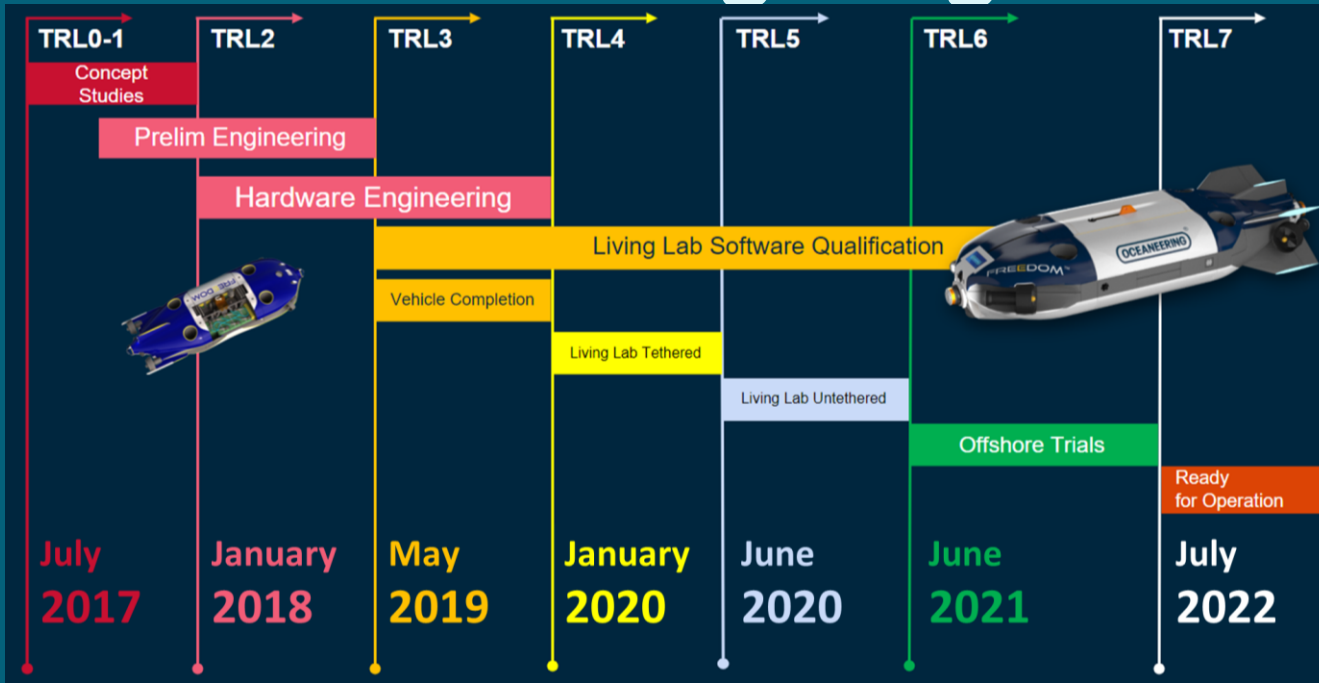 TRL0-1
TRL2
TRL3
TRL4
TRL5
TRL6
TRL7
Concept
Studies
Prelim Engineering
Hardware Engineering
Living Lab Software Qualification
OCEANEERING
FREEDOM™
Vehicle Completion
Living Lab Tethered
Living Lab Untethered
Offshore Trials
Ready
for Operation
July
2017
January
2018
May
2019
January
2020
June
2020
June
2021
July
2022